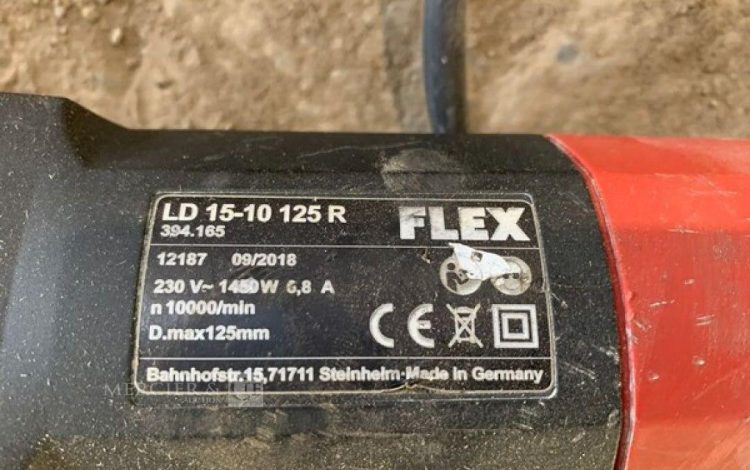 LD 15-10 125 R
FLEX
394.165
12187 09/2018
230 V~ 1450W 6,8 A
n 10000/min
D.max125mm
CE
Bahnhofstr.15,71711 Steinheim·Made in Germany